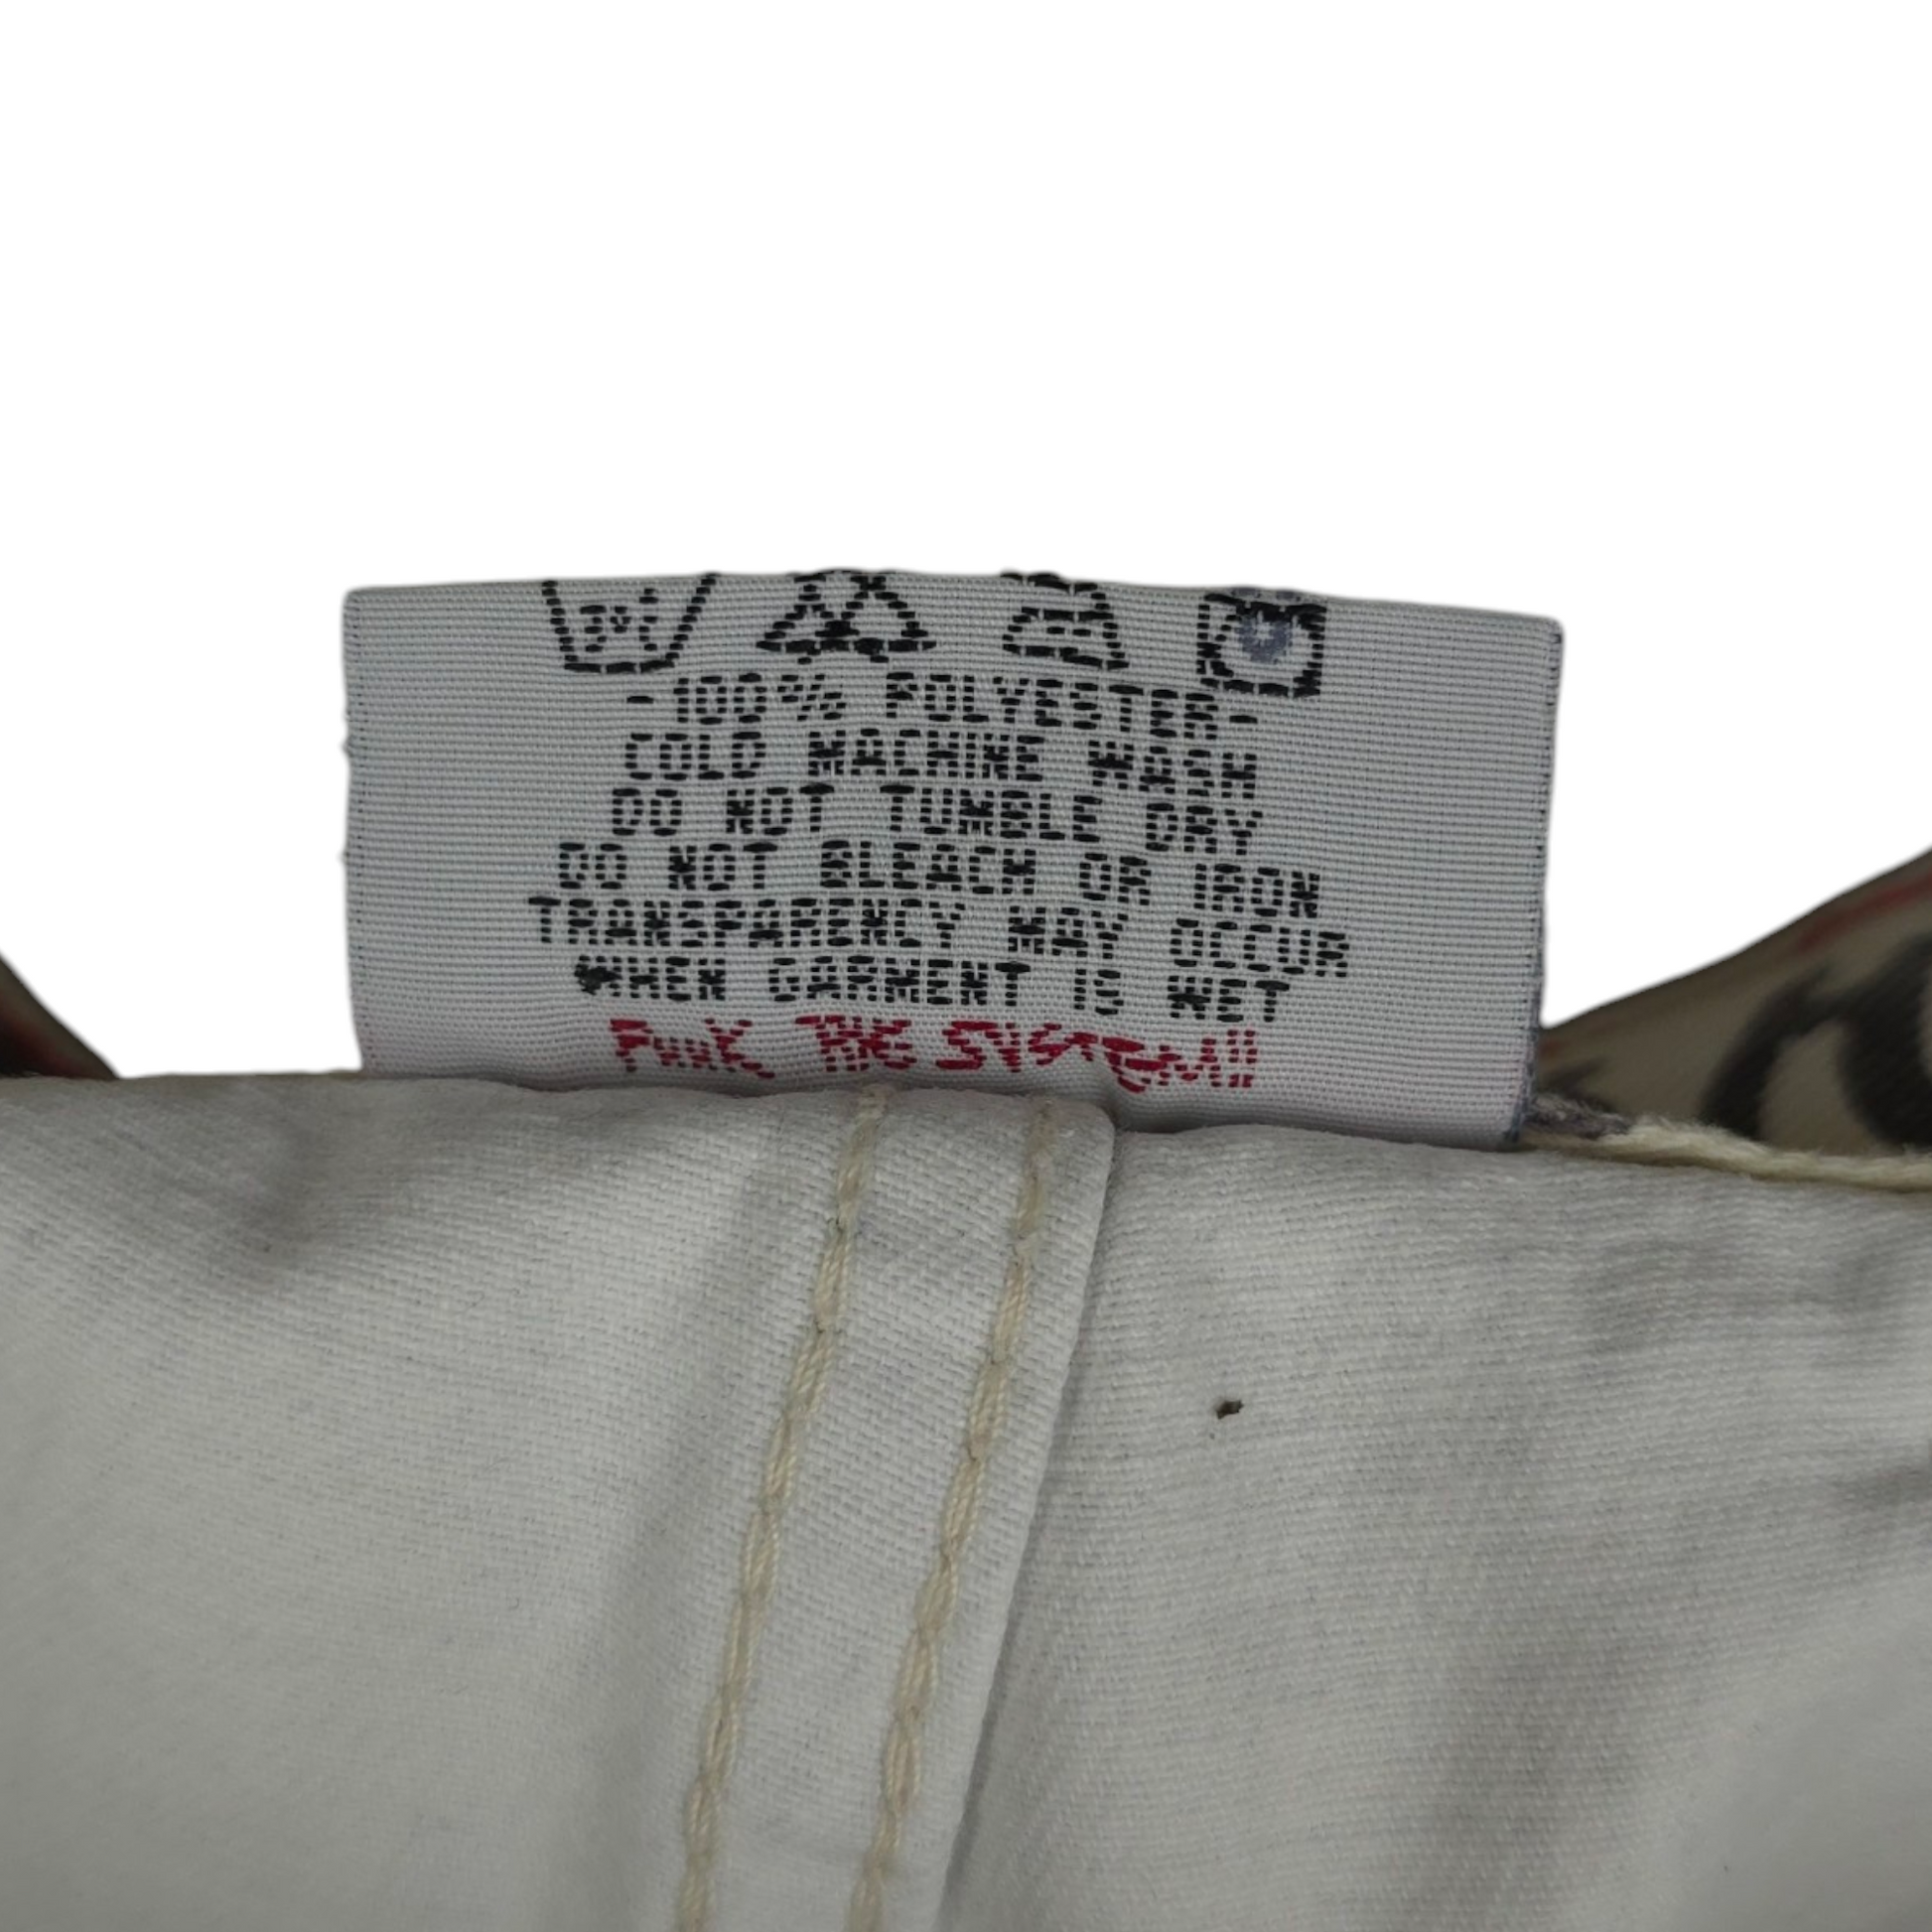 -100% POLYESTER-
COLD MACHINE WASH
DO NOT TUMBLE DRY
DO NOT BLEACH OR IRON
TRANSPARENCY MAY OCCUR
WHEN GARMENT IS WET
THE SYSTEM!!